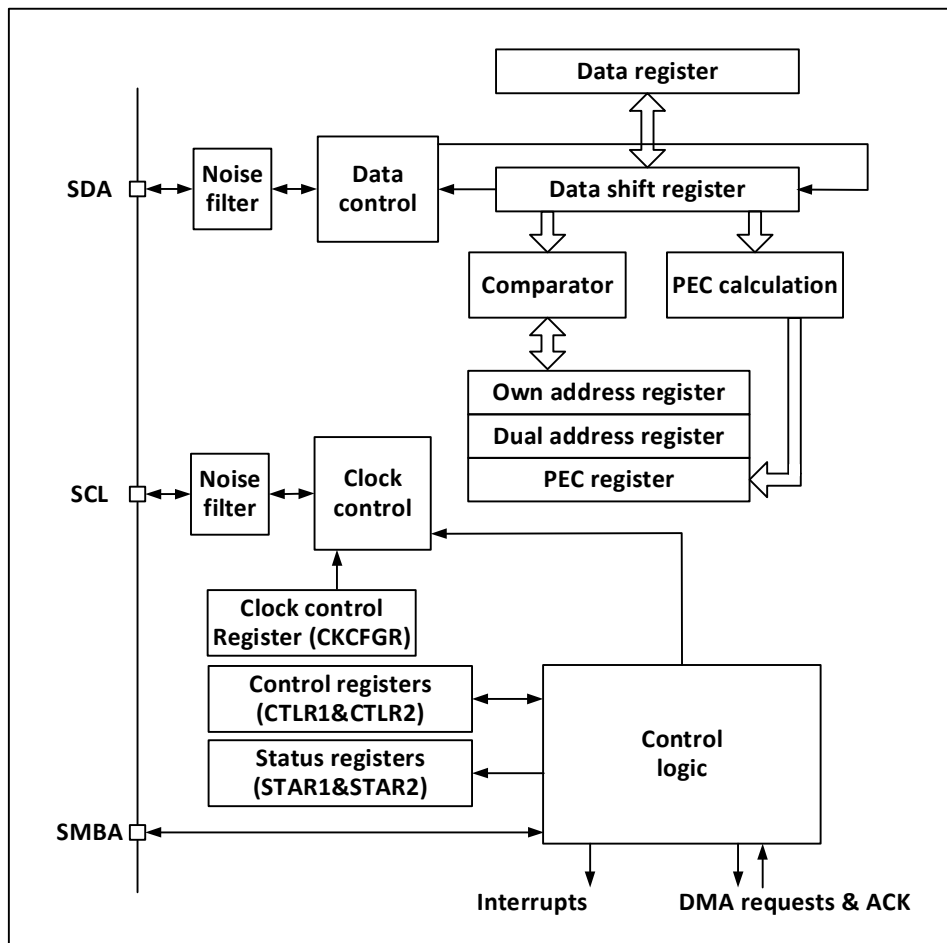 Data register
SDA
Noise
filter
Data
control
Data shift register
Comparator
PEC calculation
Own address register
Dual address register
PEC register
SCL
Noise
filter
Clock
control
Clock control
Register (CKCFGR)
Control registers
(CTLR1&CTLR2)
Control
logic
Status registers
(STAR1&STAR2)
SMBA
Interrupts
DMA requests & ACK